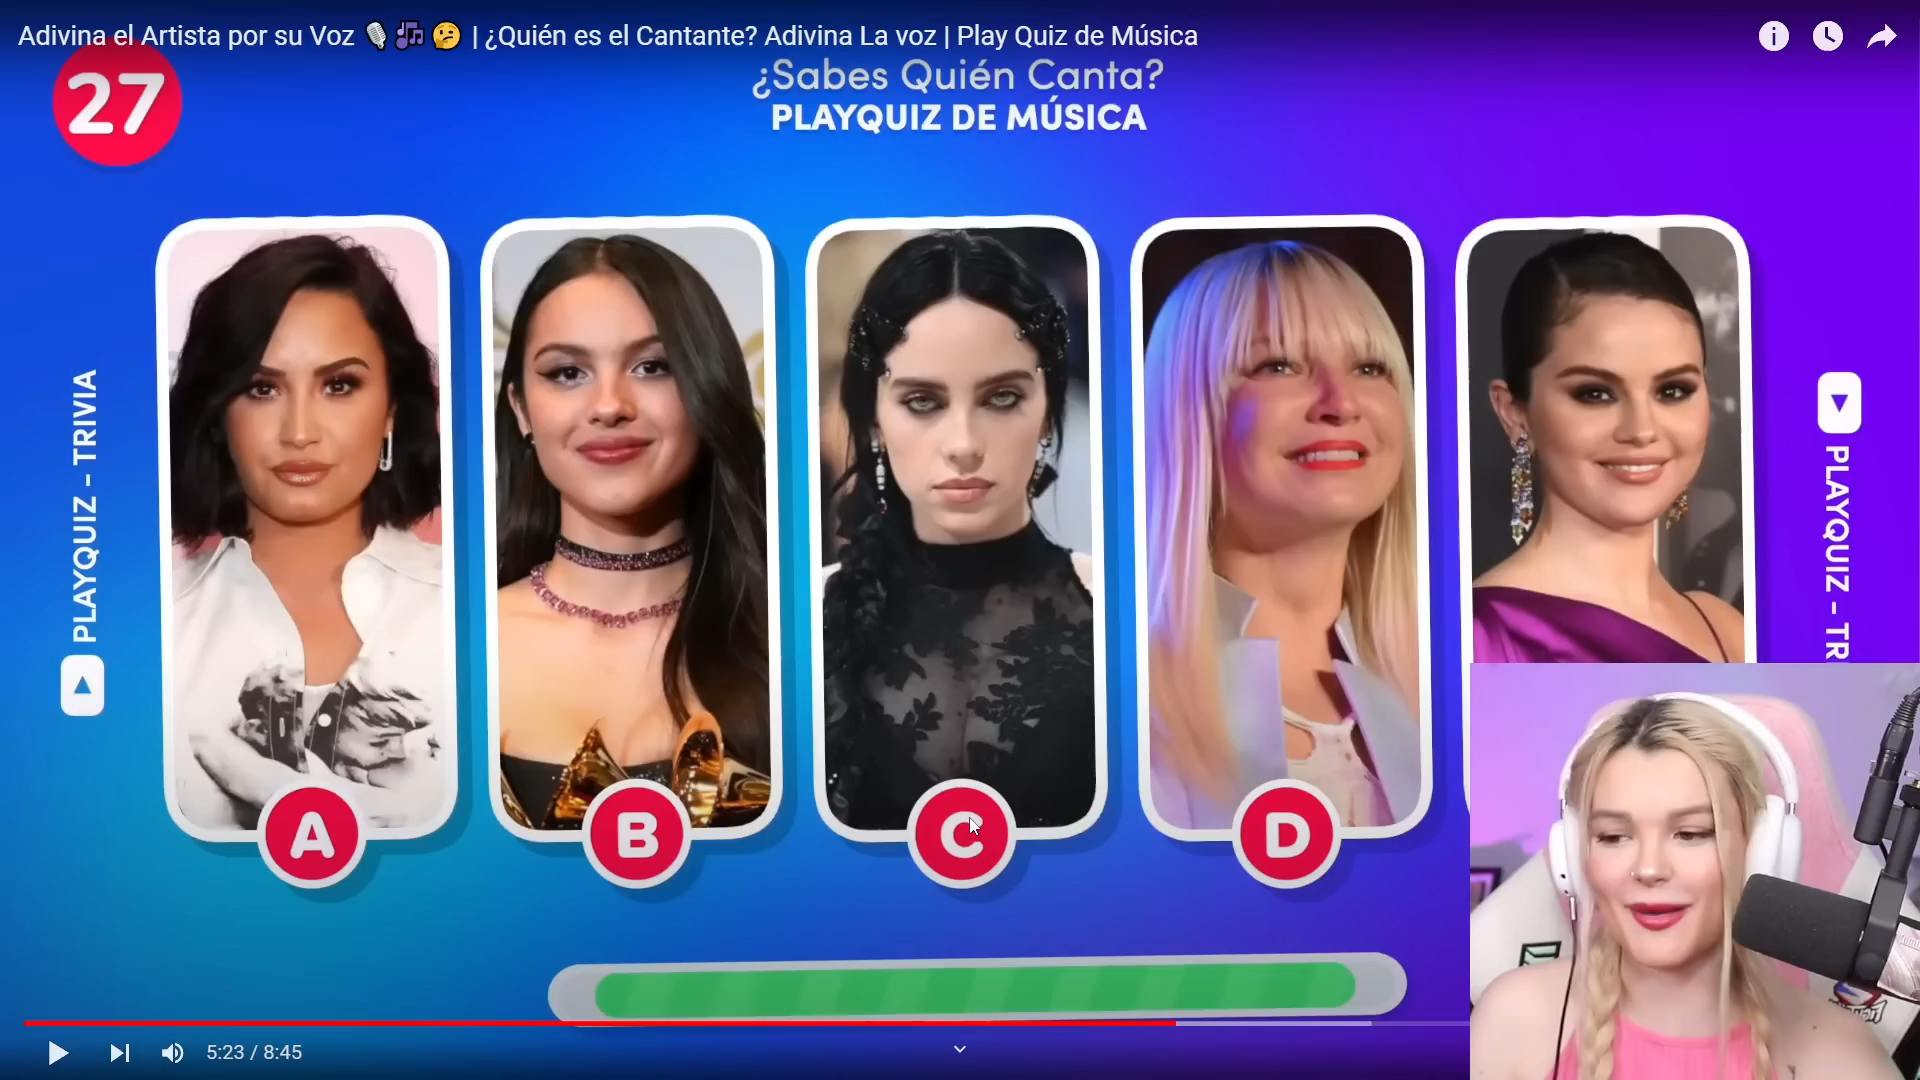 Adivina el Artista por su Voz 🎙️🎶🤔 | ¿Quién es el Cantante? Adivina La voz | Play Quiz de Música
27
¿Sabes Quién Canta?
PLAYQUIZ DE MÚSICA
PLAYQUIZ - TRIVIA
PLAYQUIZ - TR
A
B
C
D
5:23 / 8:45